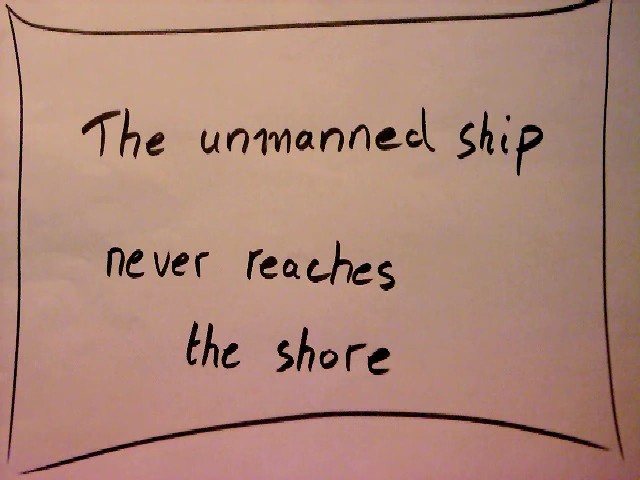 The unmanned ship
never reaches
the shore